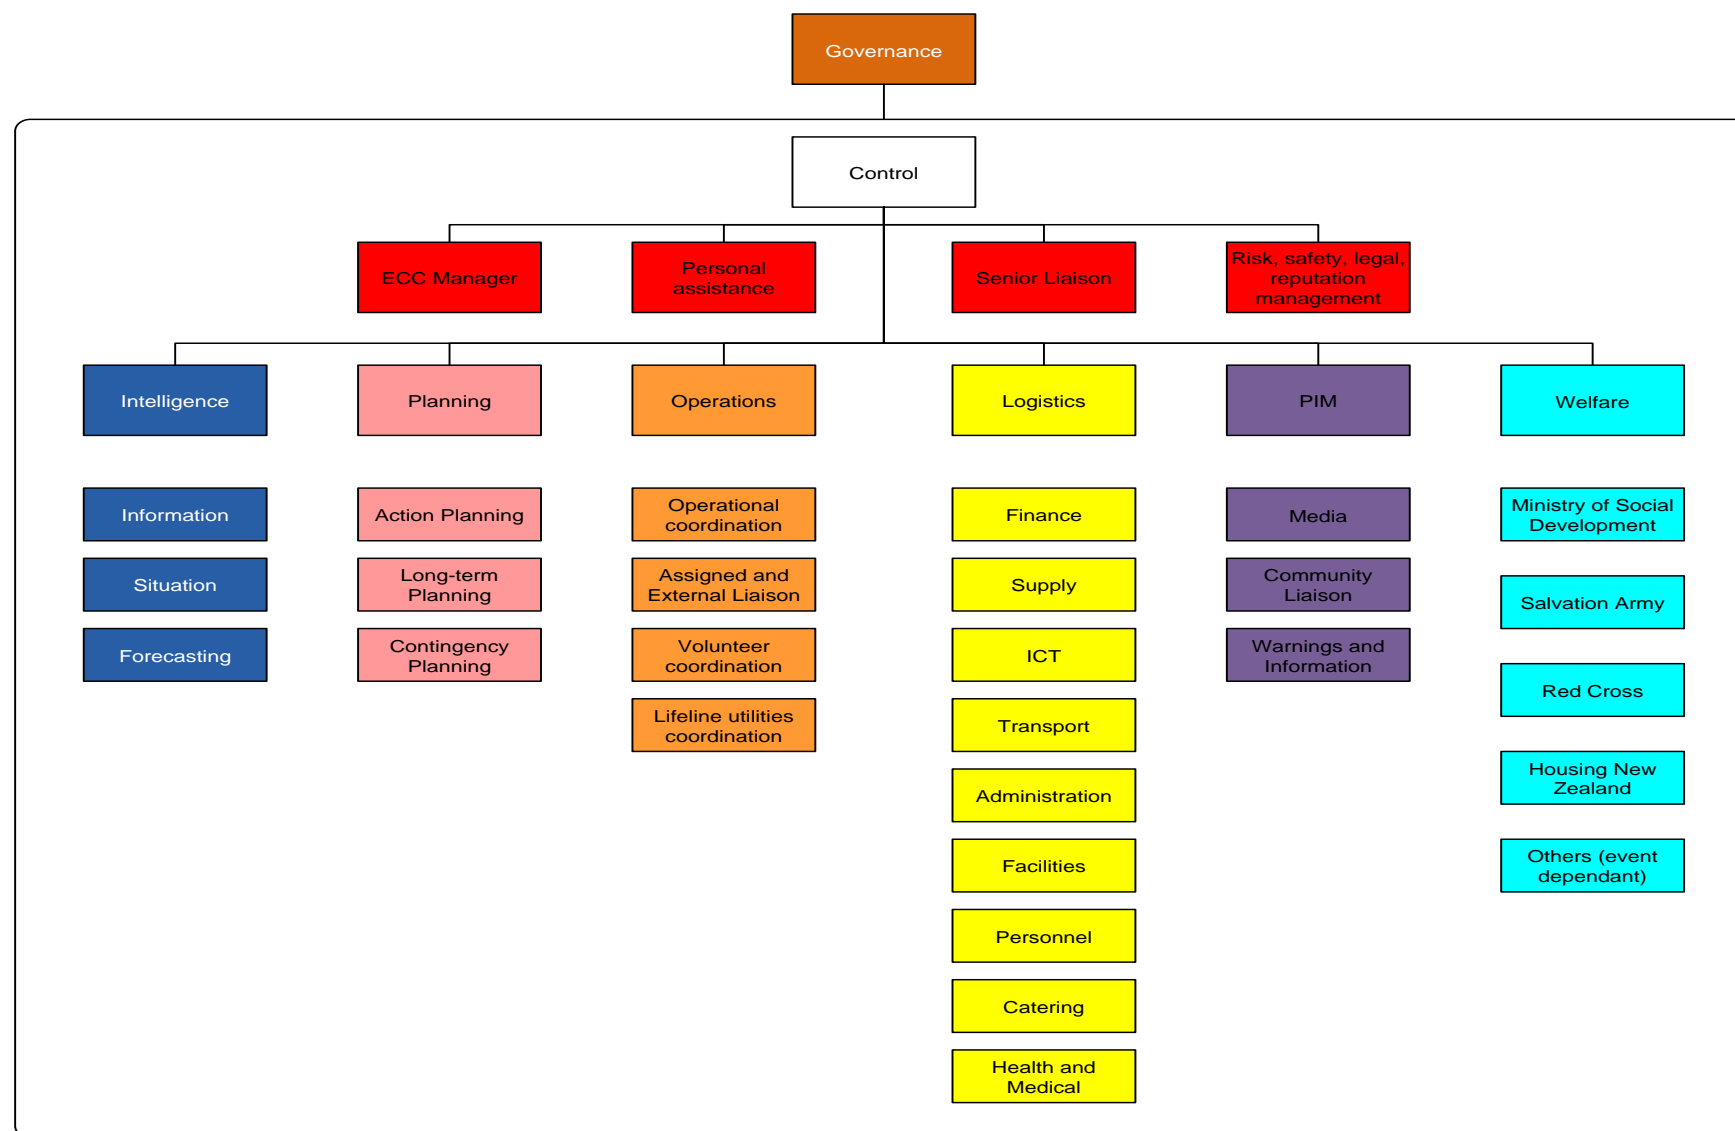 Governance
Control
ECC Manager
Personal
assistance
Senior Liaison
Risk, safety, legal,
reputation
management
Intelligence
Planning
Operations
Logistics
PIM
Welfare
Information
Situation
Forecasting
Action Planning
Long-term
Planning
Contingency
Planning
Operational
coordination
Assigned and
External Liaison
Volunteer
coordination
Lifeline utilities
coordination
Finance
Supply
ICT
Transport
Administration
Facilities
Personnel
Catering
Health and
Medical
Media
Community
Liaison
Warnings and
Information
Ministry of Social
Development
Salvation Army
Red Cross
Housing New
Zealand
Others (event
dependant)